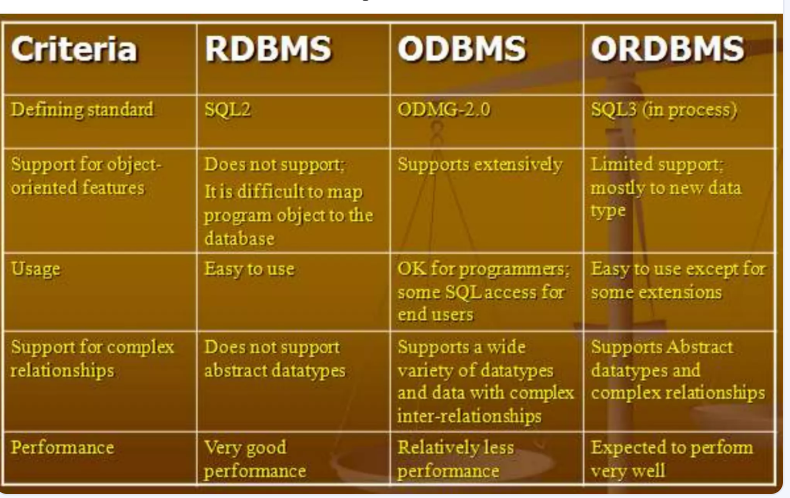 Criteria RDBMS ODBMS ORDBMS
Defining standard SQL2 ODMG-2.0 SQL3 (in process)
Support for object- Does not support; Supports extensively Limited support;
oriented features It is difficult to map mostly to new data
program object to the type
database
Usage Easy to use OK for programmers; Easy to use except for
some SQL access for some extensions
end users
Support for complex Does not support Supports a wide Supports Abstract
relationships abstract datatypes variety of datatypes datatypes and
and data with complex complex relationships
inter-relationships
Performance Very good Relatively less Expected to perform
performance performance very well